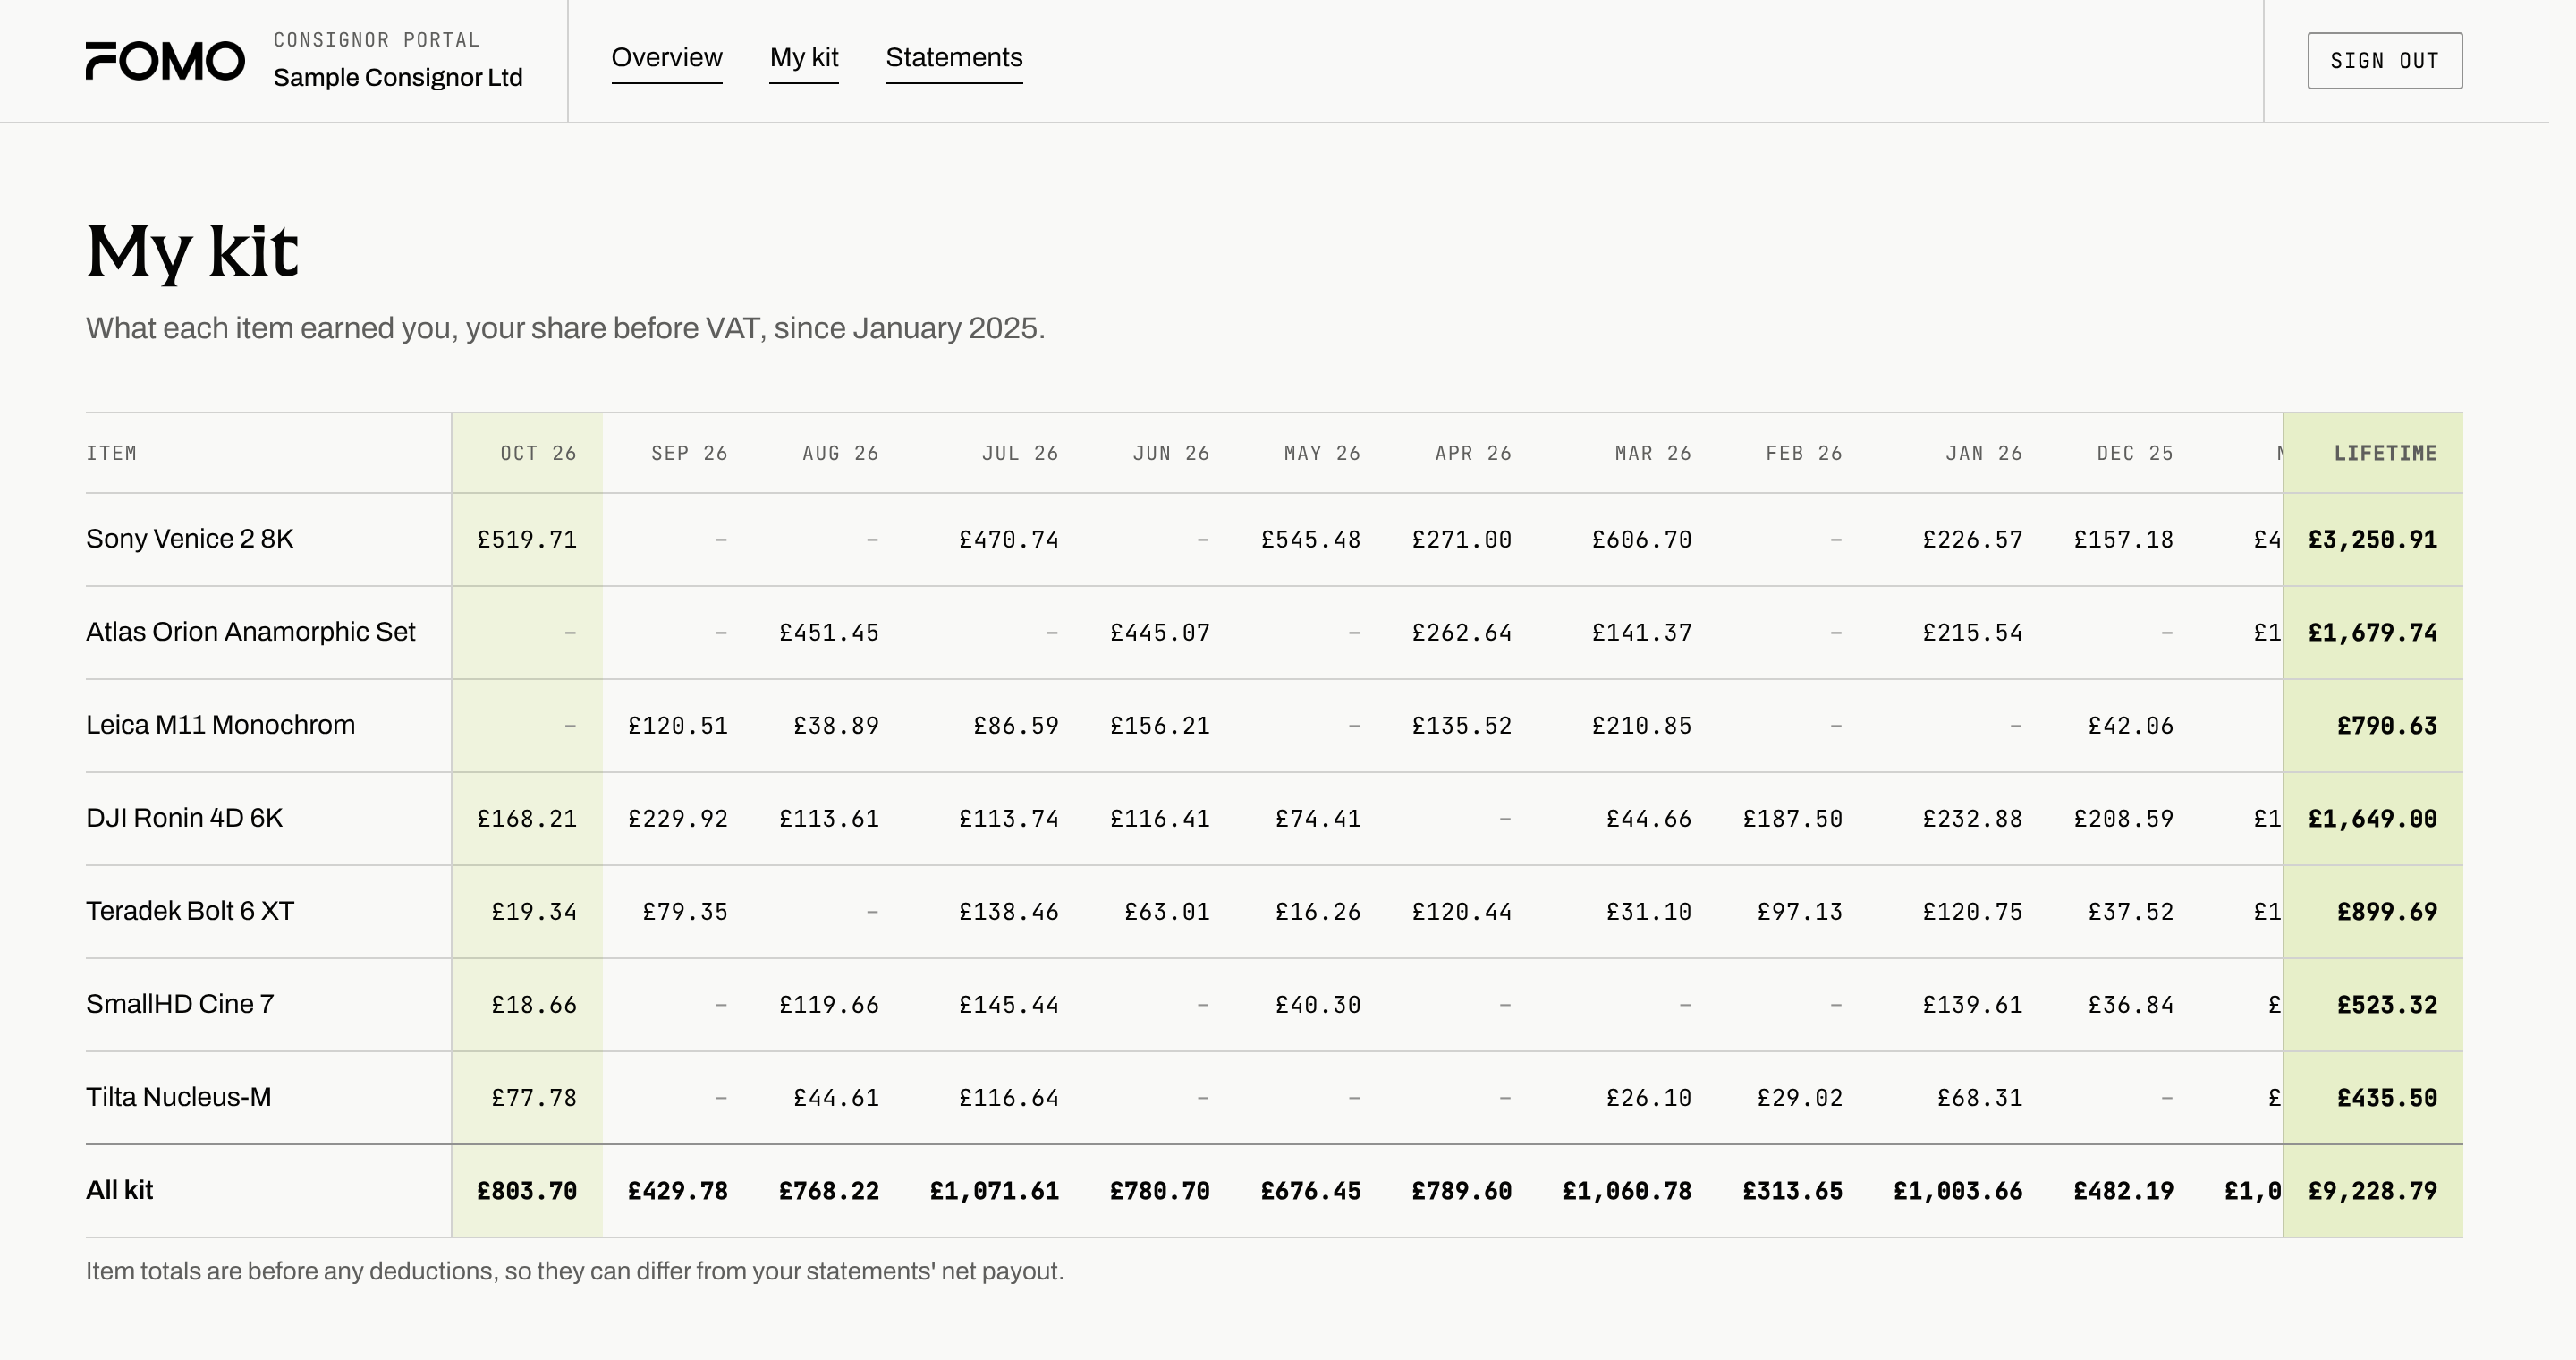 FOMO
CONSIGNOR PORTAL
Sample Consignor Ltd
Overview My kit Statements
SIGN OUT
My kit
What each item earned you, your share before VAT, since January 2025.
ITEM OCT 26 SEP 26 AUG 26 JUL 26 JUN 26 MAY 26 APR 26 MAR 26 FEB 26 JAN 26 DEC 25 LIFETIME
Sony Venice 2 8K £519.71 – – £470.74 – £545.48 £271.00 £606.70 – £226.57 £157.18 £4 £3,250.91
Atlas Orion Anamorphic Set – – £451.45 – £445.07 – £262.64 £141.37 – £215.54 – £1 £1,679.74
Leica M11 Monochrom – £120.51 £38.89 £86.59 £156.21 – £135.52 £210.85 – – £42.06 £790.63
DJI Ronin 4D 6K £168.21 £229.92 £113.61 £113.74 £116.41 £74.41 – £44.66 £187.50 £232.88 £208.59 £1 £1,649.00
Teradek Bolt 6 XT £19.34 £79.35 – £138.46 £63.01 £16.26 £120.44 £31.10 £97.13 £120.75 £37.52 £1 £899.69
SmallHD Cine 7 £18.66 – £119.66 £145.44 – £40.30 – – – £139.61 £36.84 £ £523.32
Tilta Nucleus-M £77.78 – £44.61 £116.64 – – – £26.10 £29.02 £68.31 – £ £435.50
All kit £803.70 £429.78 £768.22 £1,071.61 £780.70 £676.45 £789.60 £1,060.78 £313.65 £1,003.66 £482.19 £1,0 £9,228.79
Item totals are before any deductions, so they can differ from your statements' net payout.